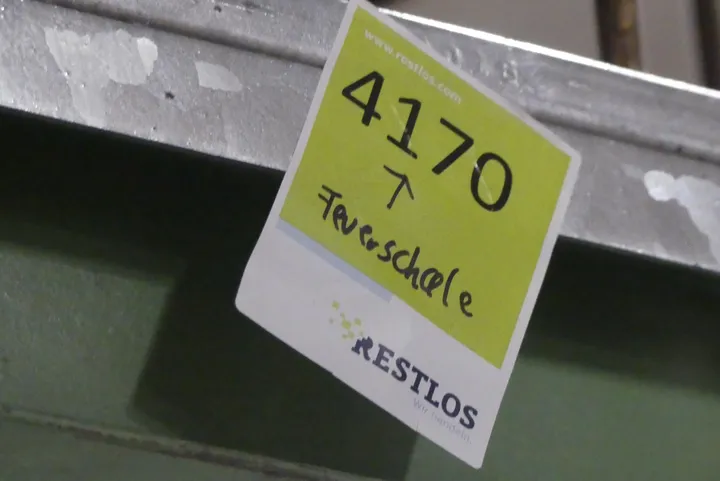 www.restlos.com
4170
↑
Feuerschale
RESTLOS
Wir handeln.